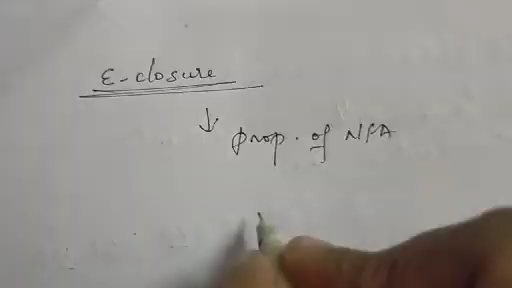 ε-closure
↓ prop. of NFA